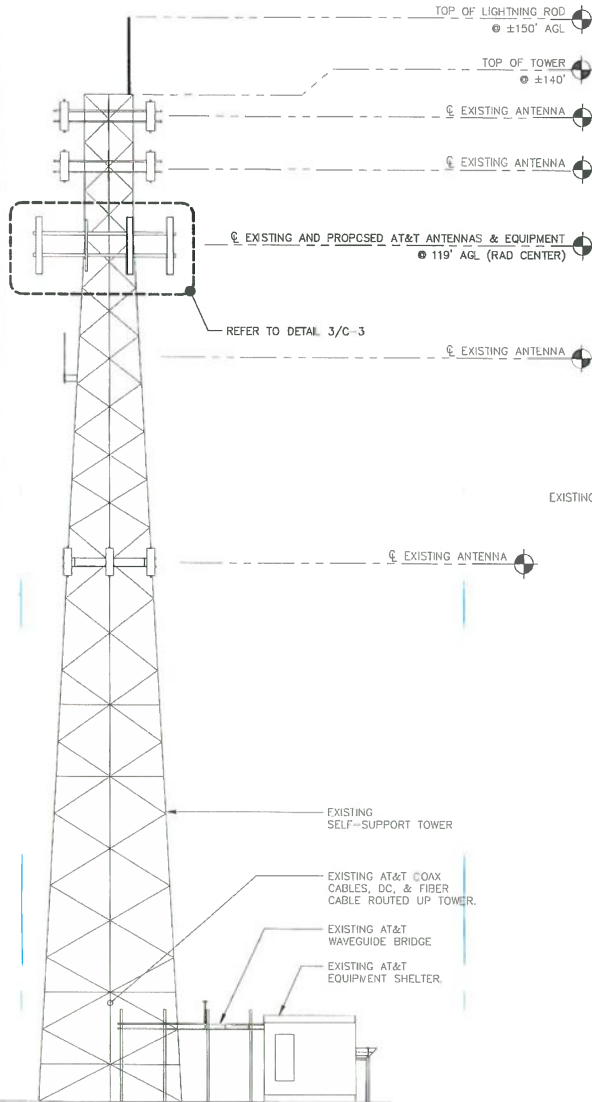 TOP OF LIGHTNING ROD
@ ±150' AGL
TOP OF TOWER
@ ±140'
℄ EXISTING ANTENNA
℄ EXISTING ANTENNA
℄ EXISTING AND PROPOSED AT&T ANTENNAS & EQUIPMENT
@ 119' AGL (RAD CENTER)
REFER TO DETAIL 3/C-3
℄ EXISTING ANTENNA
EXISTING
℄ EXISTING ANTENNA
EXISTING
SELF-SUPPORT TOWER
EXISTING AT&T COAX
CABLES, DC, & FIBER
CABLE ROUTED UP TOWER.
EXISTING AT&T
WAVEGUIDE BRIDGE
EXISTING AT&T
EQUIPMENT SHELTER.